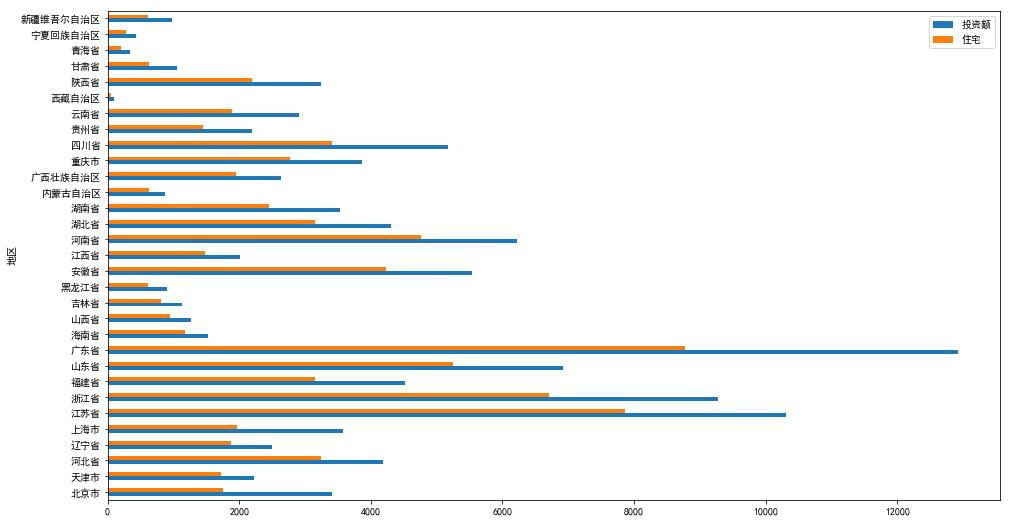 投资额
住宅
新疆维吾尔自治区
宁夏回族自治区
青海省
甘肃省
陕西省
西藏自治区
云南省
贵州省
四川省
重庆市
广西壮族自治区
内蒙古自治区
湖南省
湖北省
河南省
江西省
安徽省
黑龙江省
吉林省
山西省
海南省
广东省
山东省
福建省
浙江省
江苏省
上海市
辽宁省
河北省
天津市
北京市
地区
0 2000 4000 6000 8000 10000 12000